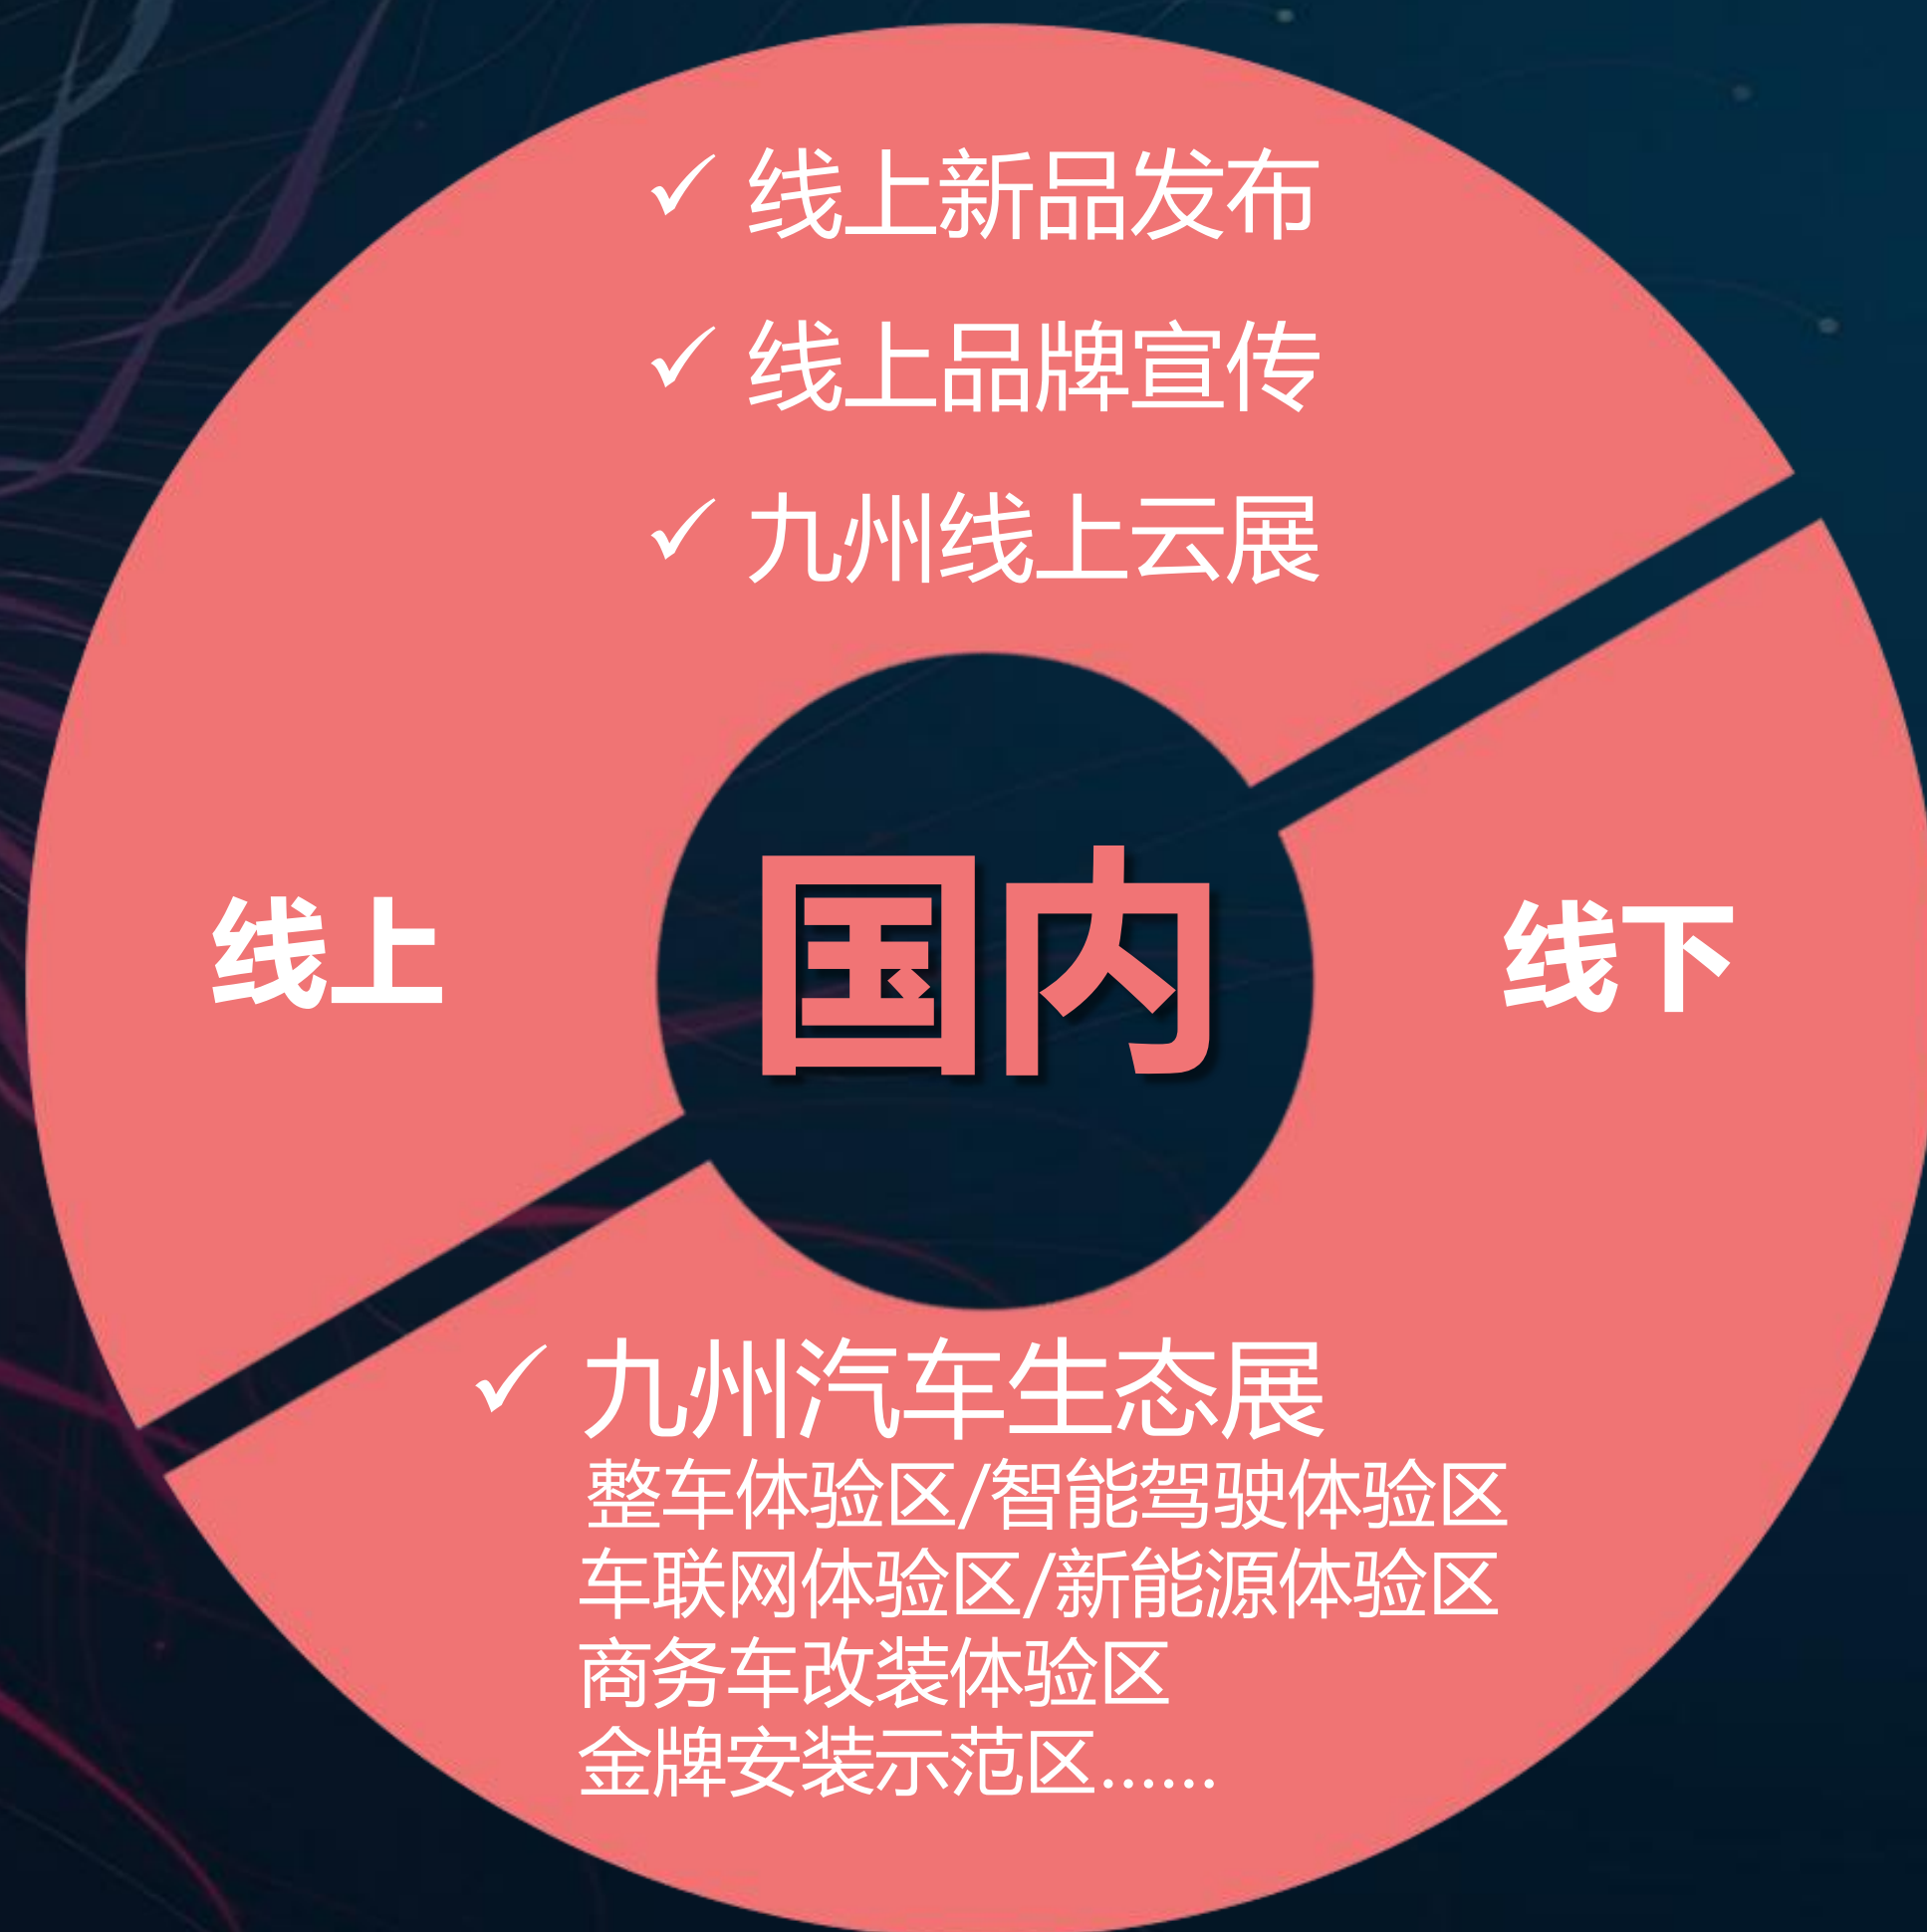 ✓ 线上新品发布
✓ 线上品牌宣传
✓ 九州线上云展
线上
国内
线下
✓ 九州汽车生态展
整车体验区/智能驾驶体验区
车联网体验区/新能源体验区
商务车改装体验区
金牌安装示范区……